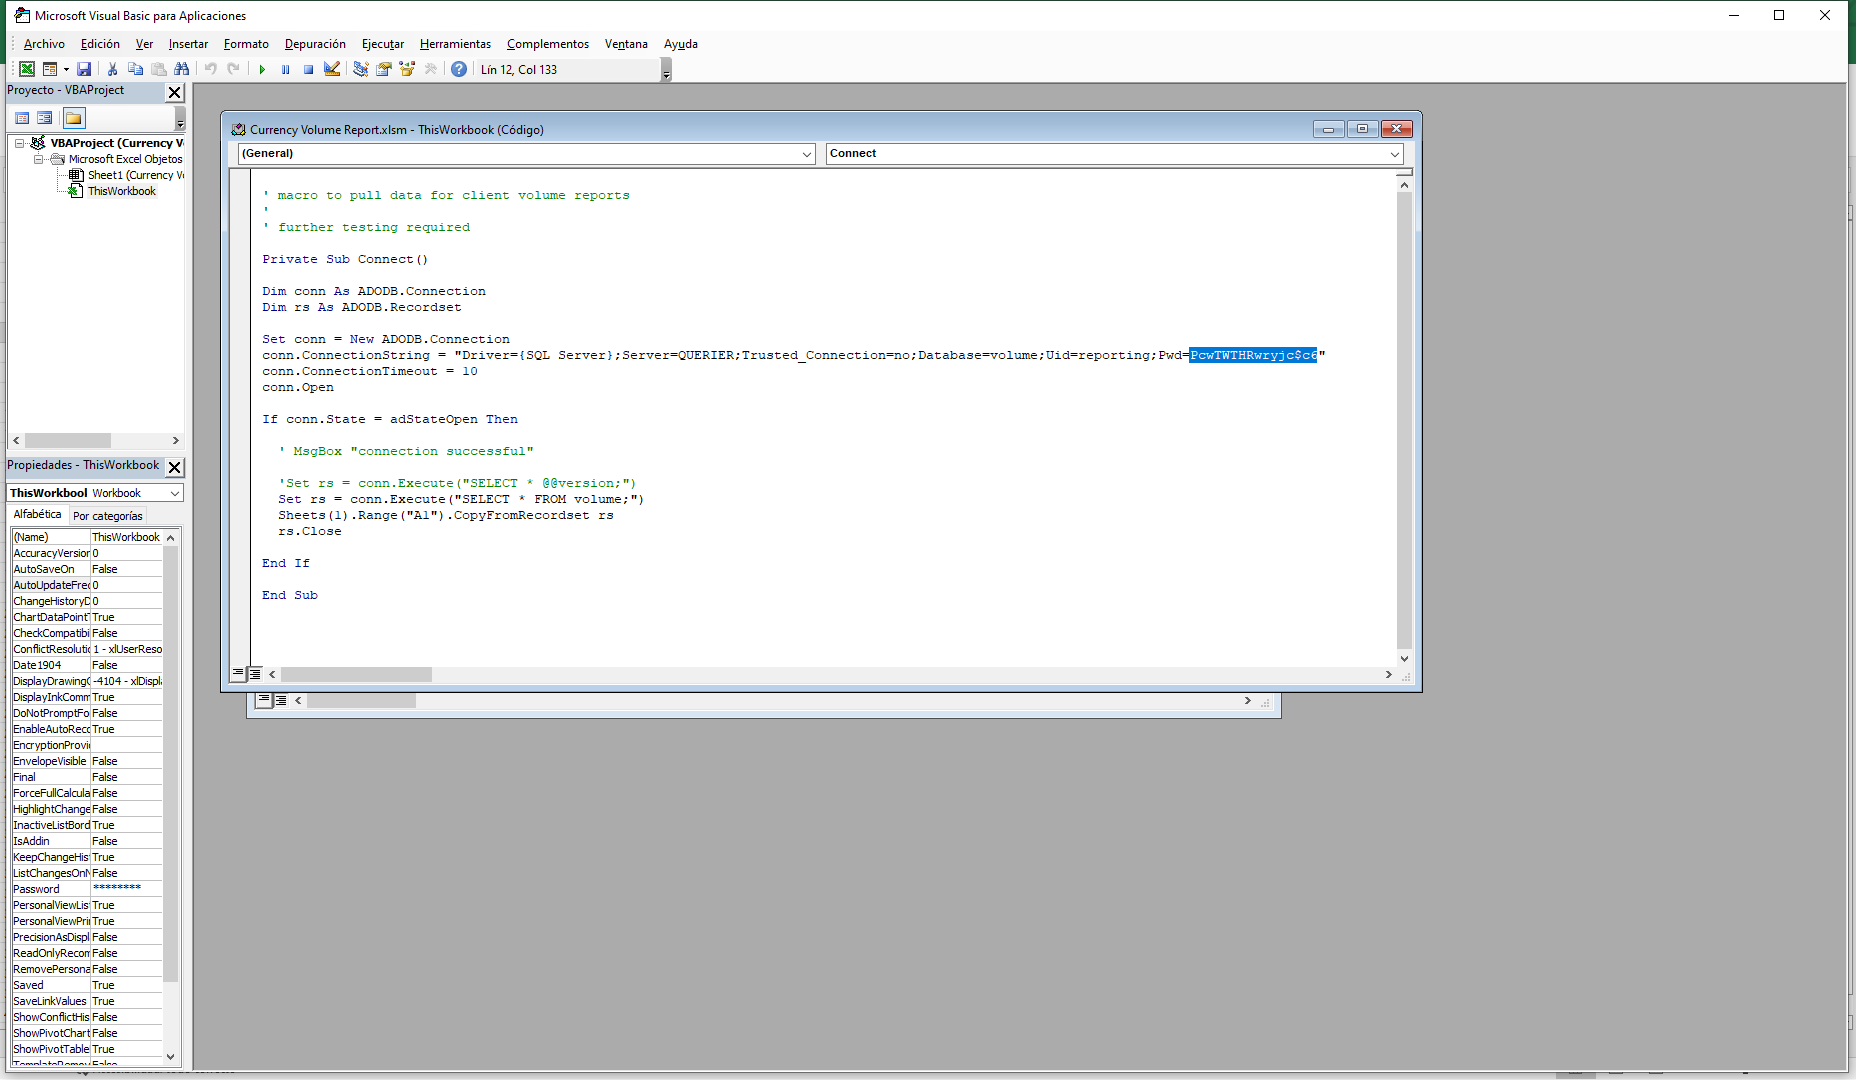 Microsoft Visual Basic para Aplicaciones
Archivo Edición Ver Insertar Formato Depuración Ejecutar Herramientas Complementos Ventana Ayuda
Lín 12, Col 133
Proyecto - VBAProject
VBAProject (Currency V
Microsoft Excel Objetos
Sheet1 (Currency Vo
ThisWorkbook
Currency Volume Report.xlsm - ThisWorkbook (Código)
(General) Connect
' macro to pull data for client volume reports
'
' further testing required
Private Sub Connect()
Dim conn As ADODB.Connection
Dim rs As ADODB.Recordset
Set conn = New ADODB.Connection
conn.ConnectionString = "Driver={SQL Server};Server=QUERIER;Trusted_Connection=no;Database=volume;Uid=reporting;Pwd=PcwTWTHRwryjc$c6"
conn.ConnectionTimeout = 10
conn.Open
If conn.State = adStateOpen Then
' MsgBox "connection successful"
'Set rs = conn.Execute("SELECT * @@version;")
Set rs = conn.Execute("SELECT * FROM volume;")
Sheets(1).Range("A1").CopyFromRecordset rs
rs.Close
End If
End Sub
Propiedades - ThisWorkbook
ThisWorkbool Workbook
Alfabética Por categorías
(Name) ThisWorkbook
AccuracyVersion 0
AutoSaveOn False
AutoUpdateFrec 0
ChangeHistoryD 0
ChartDataPointT True
CheckCompatibi False
ConflictResolutic 1 - xlUserReso
Date1904 False
DisplayDrawingO -4104 - xlDispla
DisplayInkComm True
DoNotPromptFo False
EnableAutoReco True
EncryptionProvi
EnvelopeVisible False
Final False
ForceFullCalcula False
HighlightChange False
InactiveListBord True
IsAddin False
KeepChangeHis True
ListChangesOnN False
Password ********
PersonalViewLis True
PersonalViewPri True
PrecisionAsDispl False
ReadOnlyRecom False
RemovePersona False
Saved True
SaveLinkValues True
ShowConflictHis False
ShowPivotChart False
ShowPivotTable True